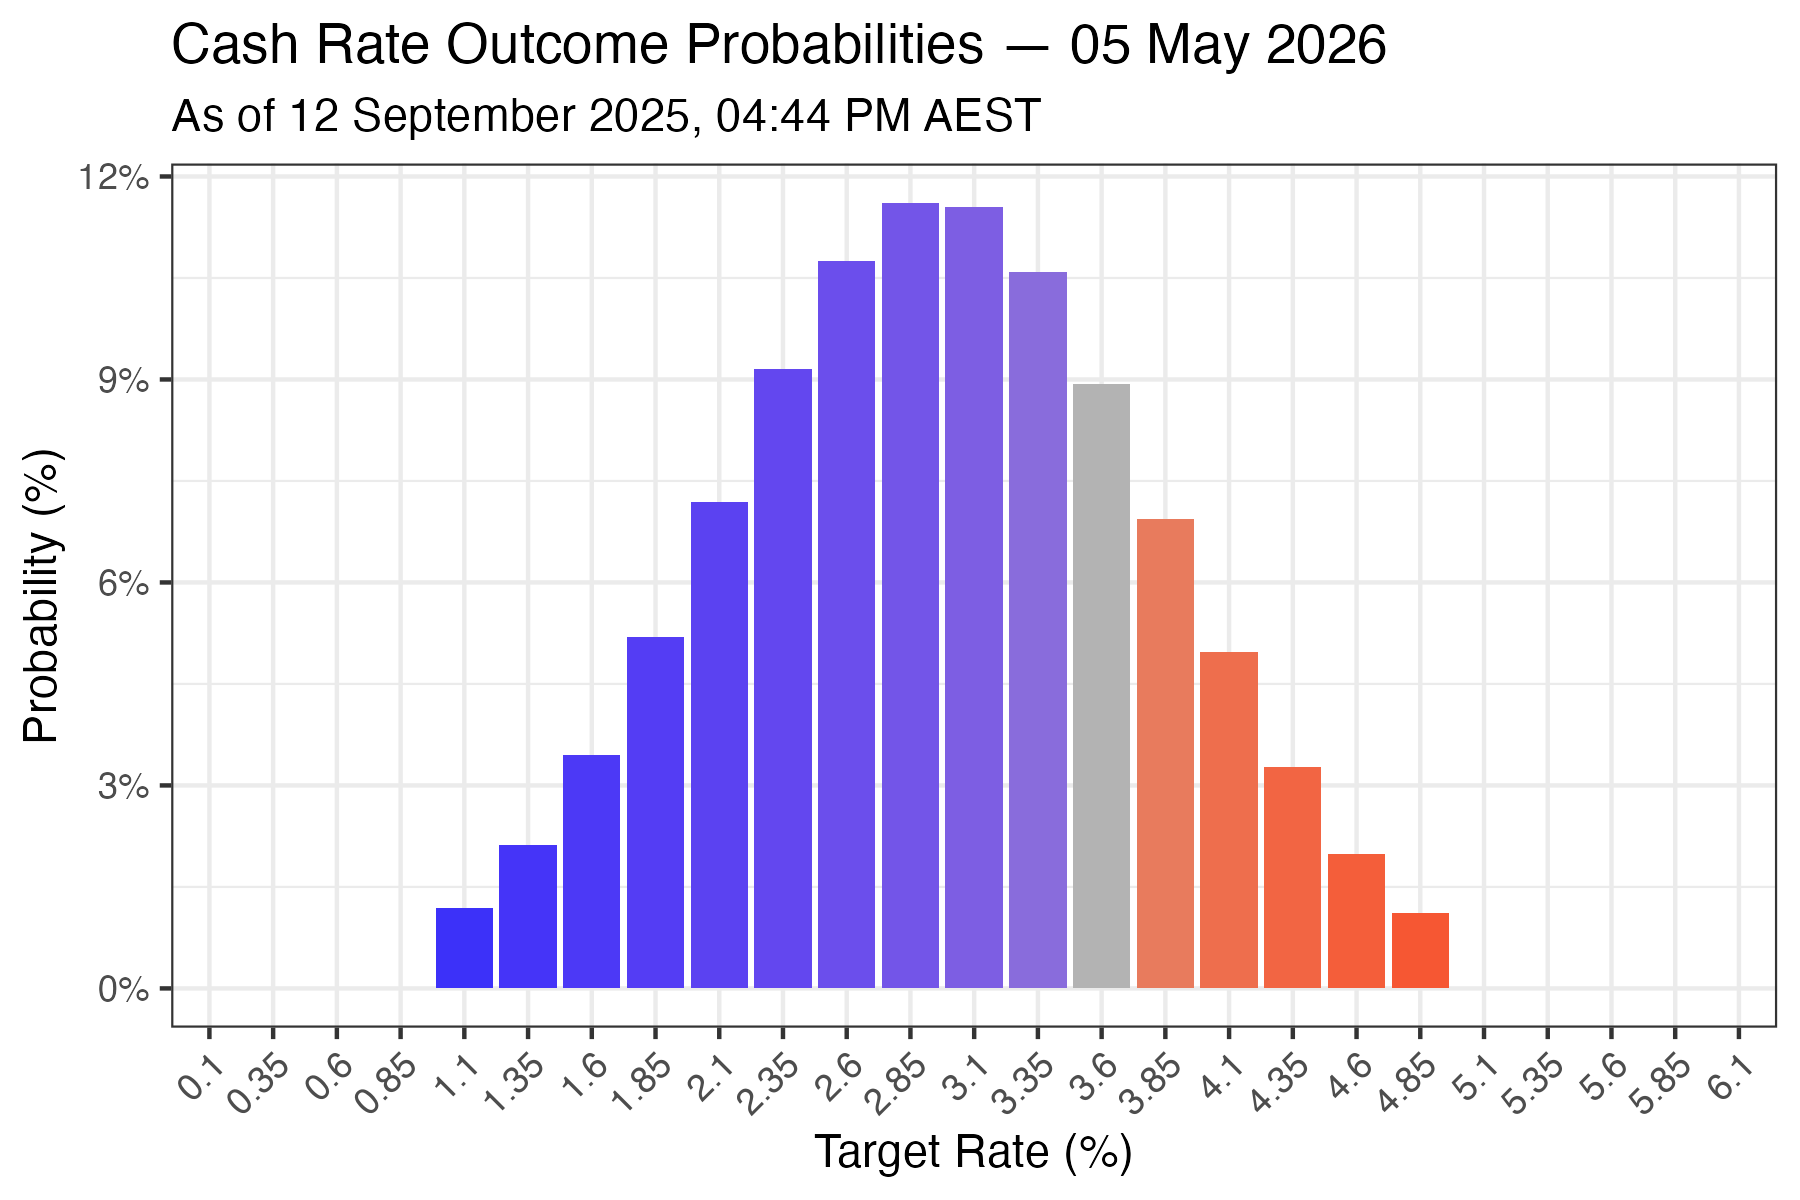 Cash Rate Outcome Probabilities — 05 May 2026
As of 12 September 2025, 04:44 PM AEST
12%
9%
6%
3%
0%
Probability (%)
0.1 0.35 0.6 0.85 1.1 1.35 1.6 1.85 2.1 2.35 2.6 2.85 3.1 3.35 3.6 3.85 4.1 4.35 4.6 4.85 5.1 5.35 5.6 5.85 6.1
Target Rate (%)